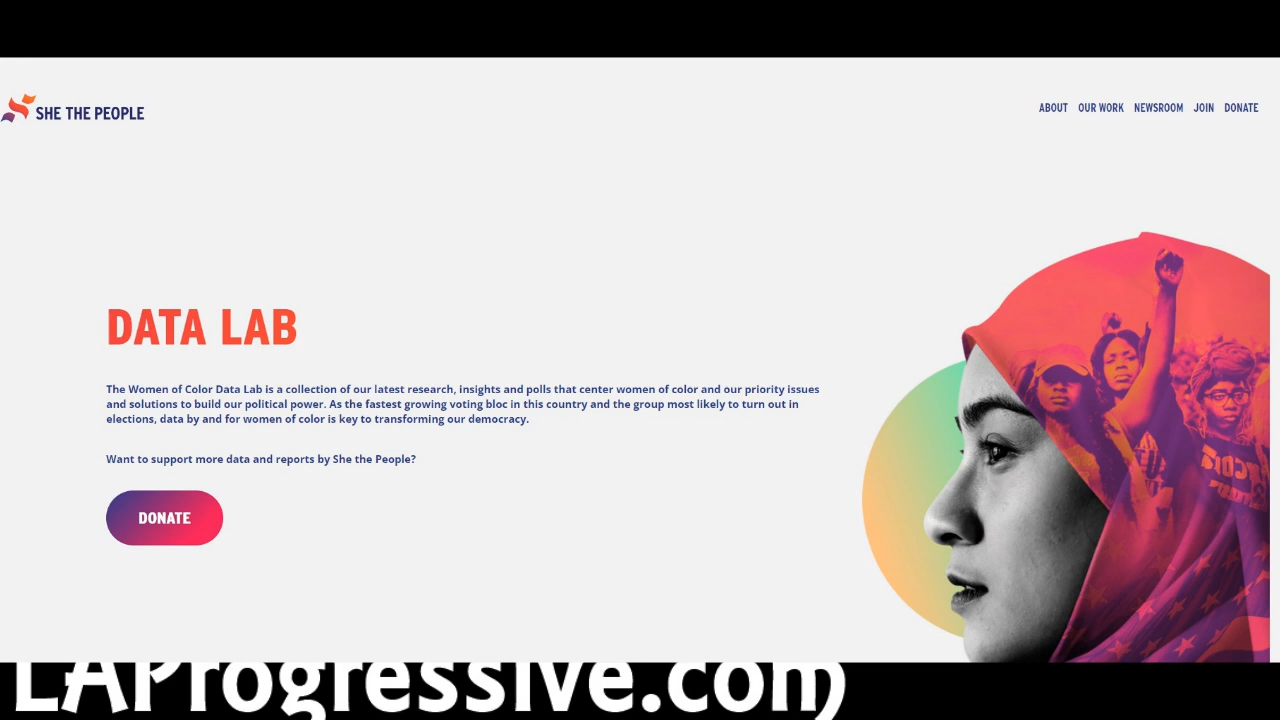 SHE THE PEOPLE
ABOUT OUR WORK NEWSROOM JOIN DONATE
DATA LAB
The Women of Color Data Lab is a collection of our latest research, insights and polls that center women of color and our priority issues
and solutions to build our political power. As the fastest growing voting bloc in this country and the group most likely to turn out in
elections, data by and for women of color is key to transforming our democracy.
Want to support more data and reports by She the People?
DONATE
LAProgressive.com